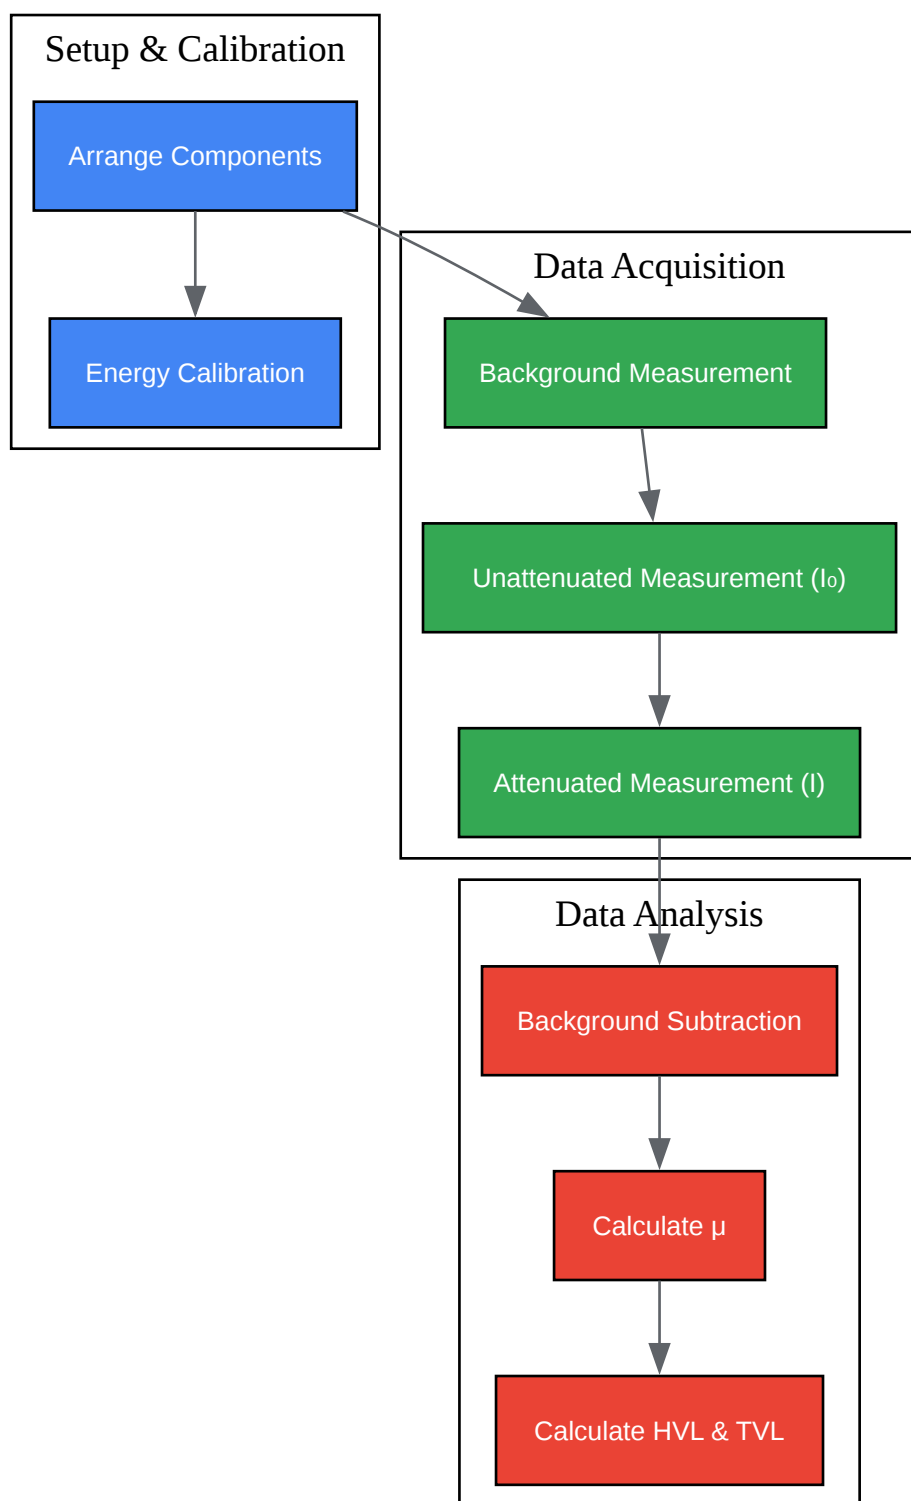 Setup & Calibration
Arrange Components
Energy Calibration
Data Acquisition
Background Measurement
Unattenuated Measurement (I₀)
Attenuated Measurement (I)
Data Analysis
Background Subtraction
Calculate μ
Calculate HVL & TVL